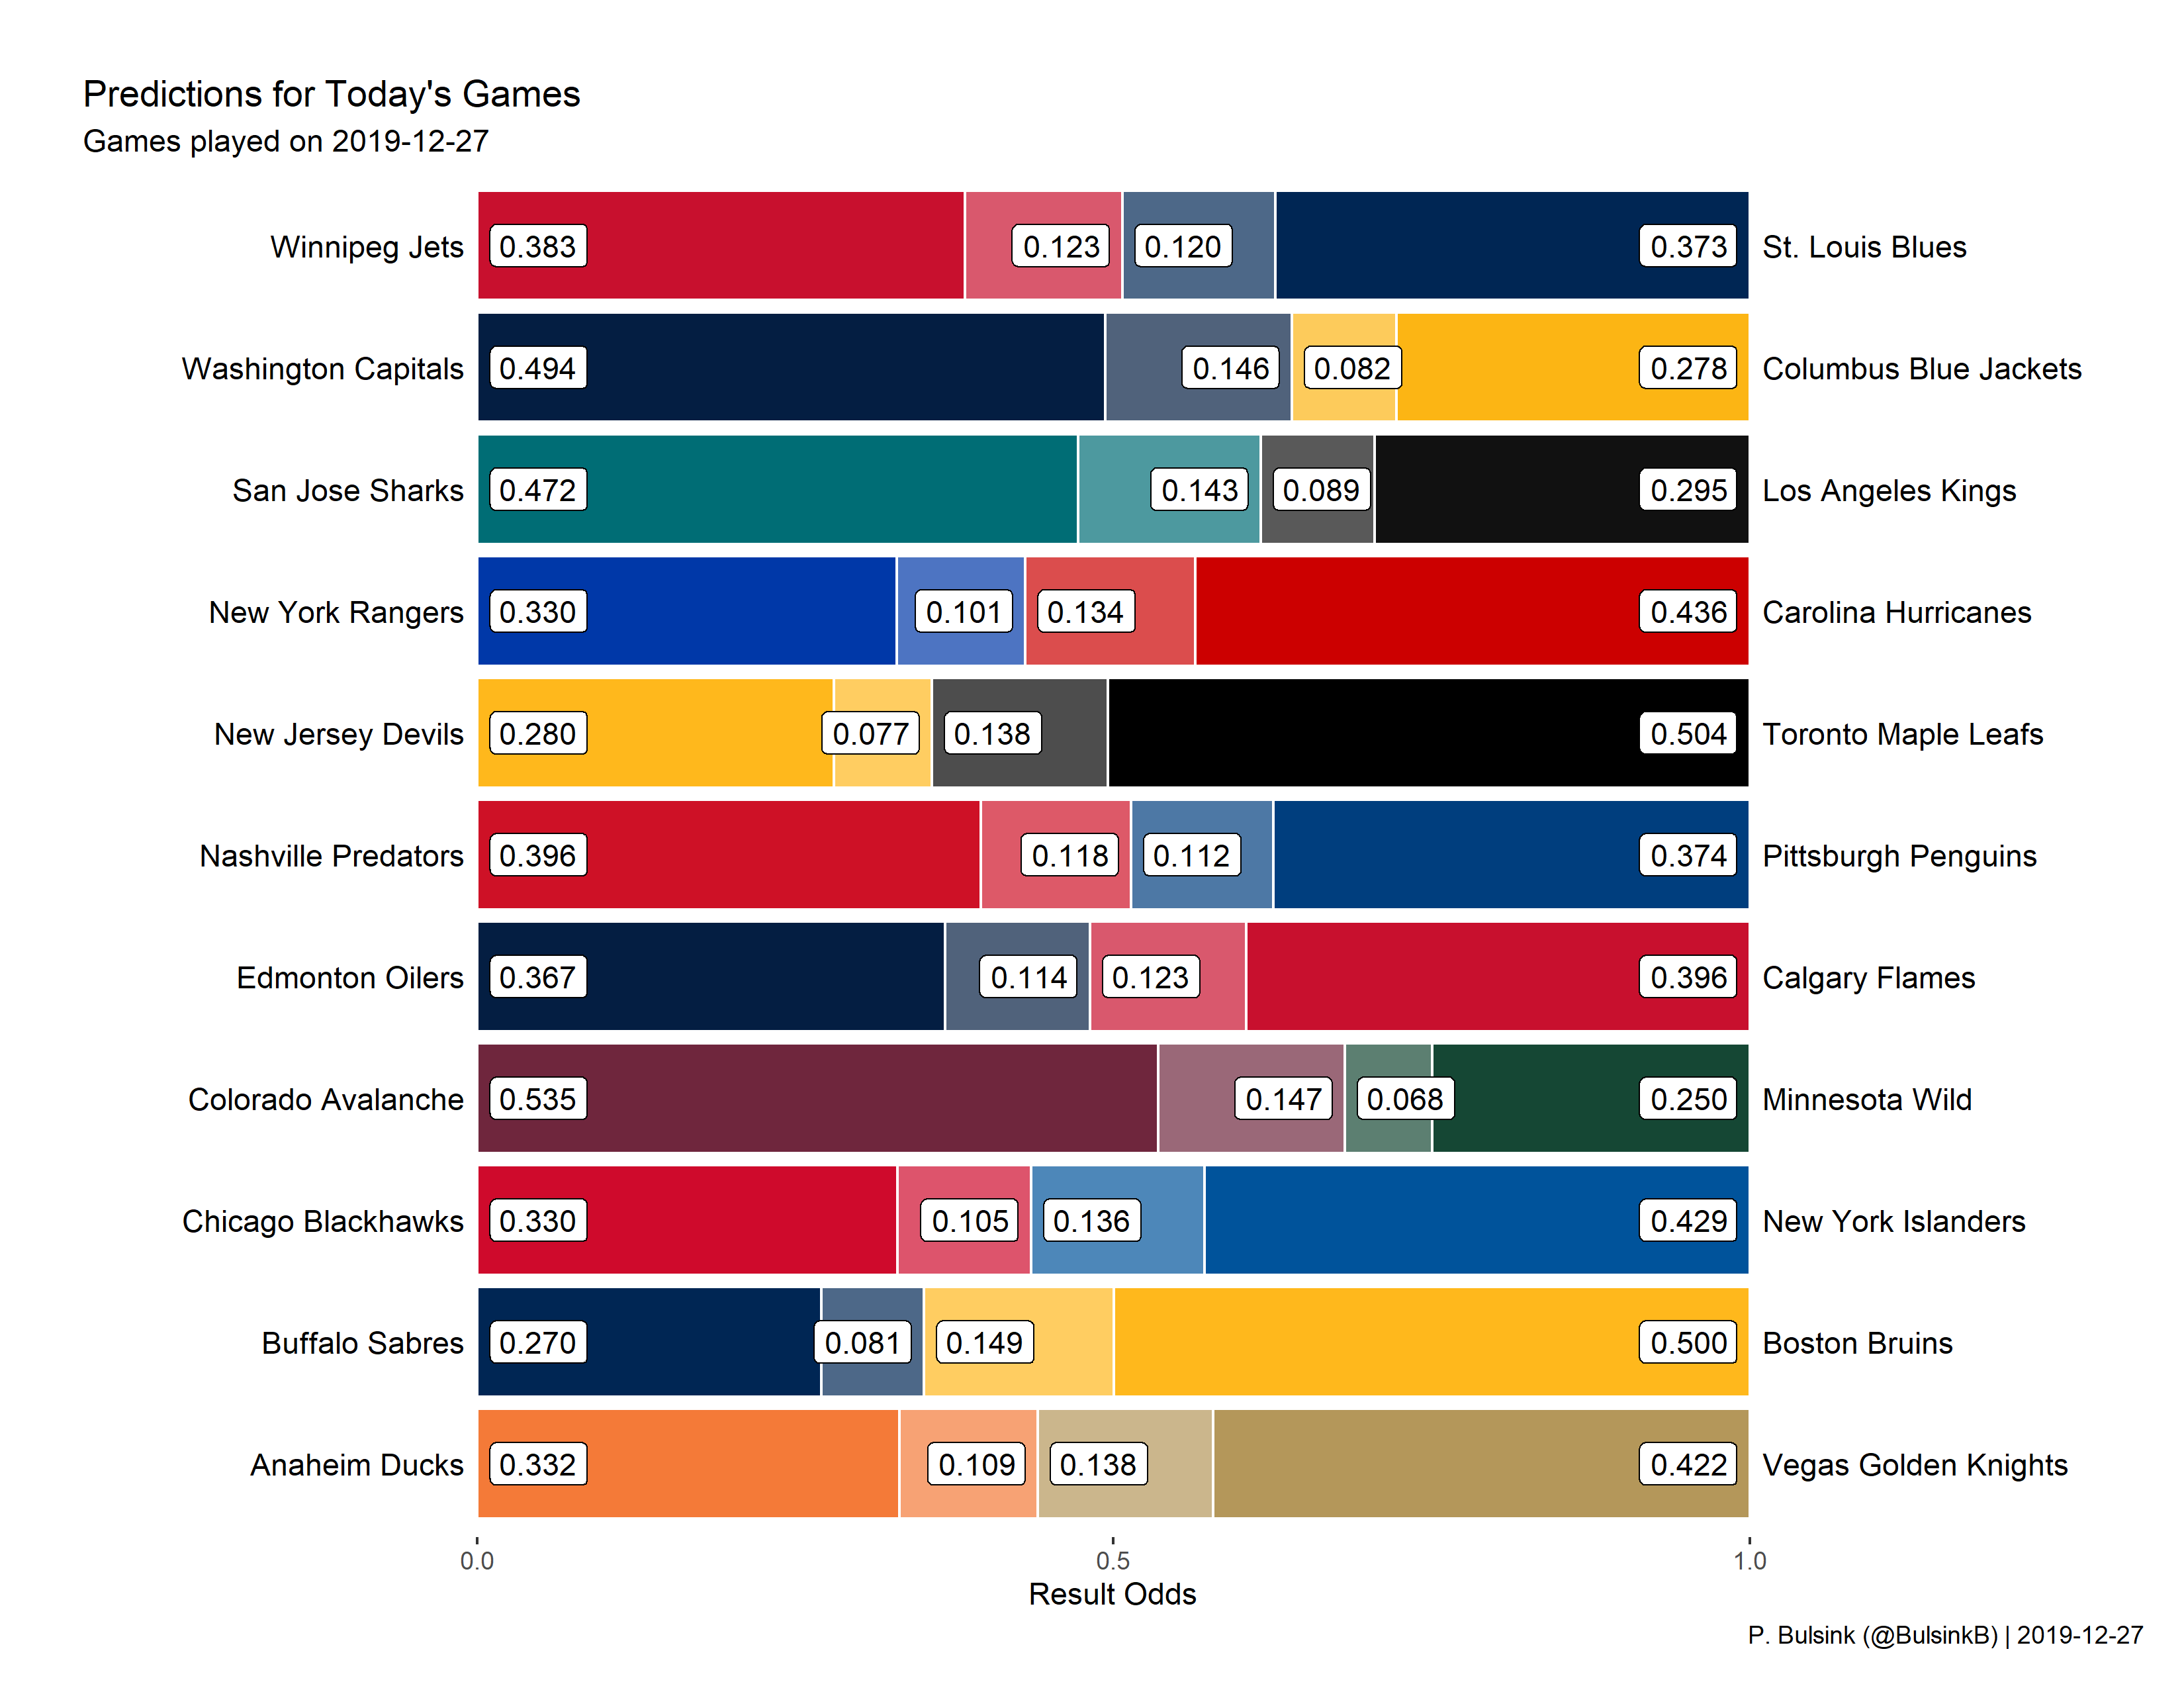 Predictions for Today's Games
Games played on 2019-12-27
Winnipeg Jets 0.383 0.123 0.120 0.373 St. Louis Blues
Washington Capitals 0.494 0.146 0.082 0.278 Columbus Blue Jackets
San Jose Sharks 0.472 0.143 0.089 0.295 Los Angeles Kings
New York Rangers 0.330 0.101 0.134 0.436 Carolina Hurricanes
New Jersey Devils 0.280 0.077 0.138 0.504 Toronto Maple Leafs
Nashville Predators 0.396 0.118 0.112 0.374 Pittsburgh Penguins
Edmonton Oilers 0.367 0.114 0.123 0.396 Calgary Flames
Colorado Avalanche 0.535 0.147 0.068 0.250 Minnesota Wild
Chicago Blackhawks 0.330 0.105 0.136 0.429 New York Islanders
Buffalo Sabres 0.270 0.081 0.149 0.500 Boston Bruins
Anaheim Ducks 0.332 0.109 0.138 0.422 Vegas Golden Knights
0.0 0.5 1.0
Result Odds
P. Bulsink (@BulsinkB) | 2019-12-27